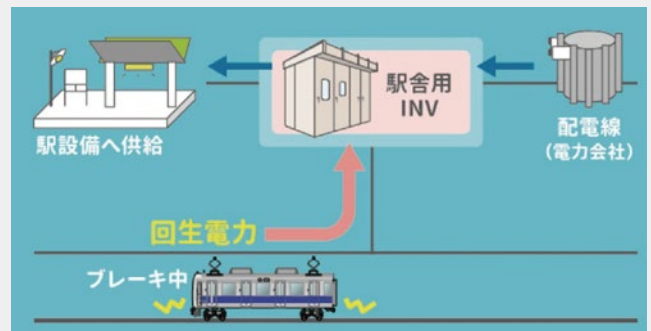 駅舎用
INV
駅設備へ供給
配電線
(電力会社)
回生電力
ブレーキ中